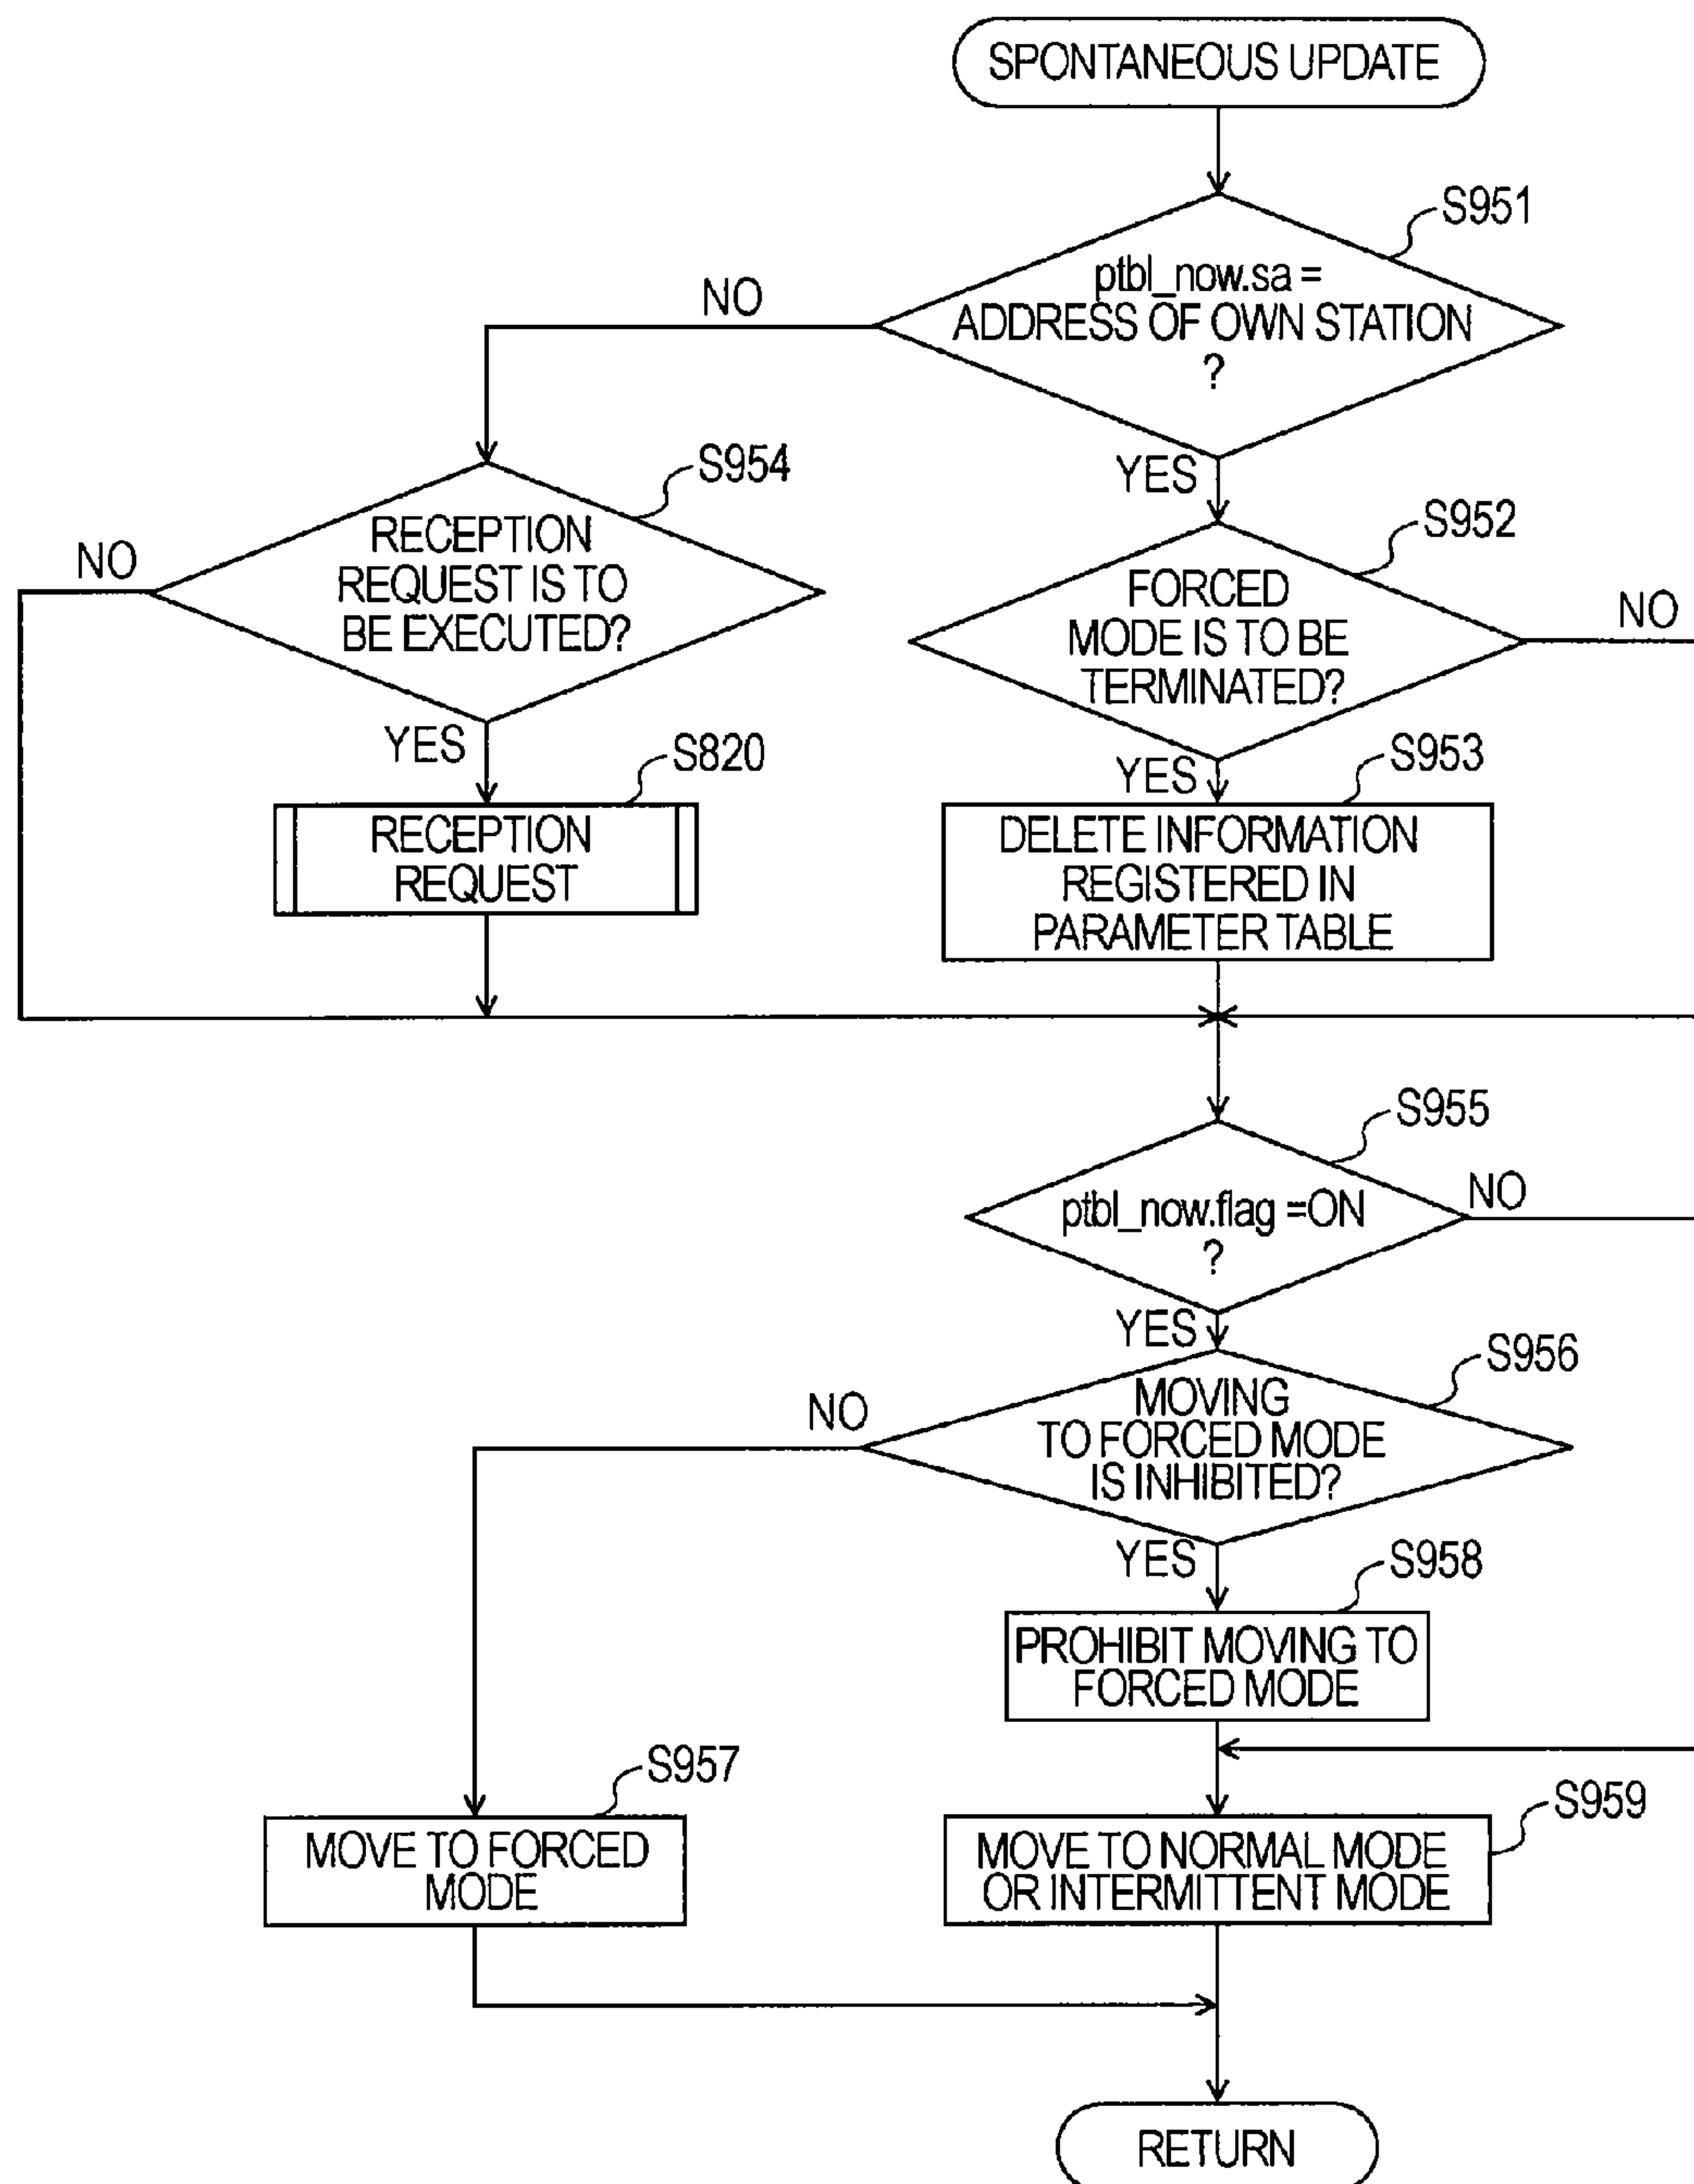 SPONTANEOUS UPDATE
S951
ptbl_now.sa =
ADDRESS OF OWN STATION
?
NO
YES
S954
RECEPTION
REQUEST IS TO
BE EXECUTED?
NO
YES
S952
FORCED
MODE IS TO BE
TERMINATED?
NO
YES
S820
RECEPTION
REQUEST
S953
DELETE INFORMATION
REGISTERED IN
PARAMETER TABLE
S955
ptbl_now.flag =ON
?
NO
YES
S956
MOVING
TO FORCED MODE
IS INHIBITED?
NO
YES
S958
PROHIBIT MOVING TO
FORCED MODE
S957
MOVE TO FORCED
MODE
S959
MOVE TO NORMAL MODE
OR INTERMITTENT MODE
RETURN